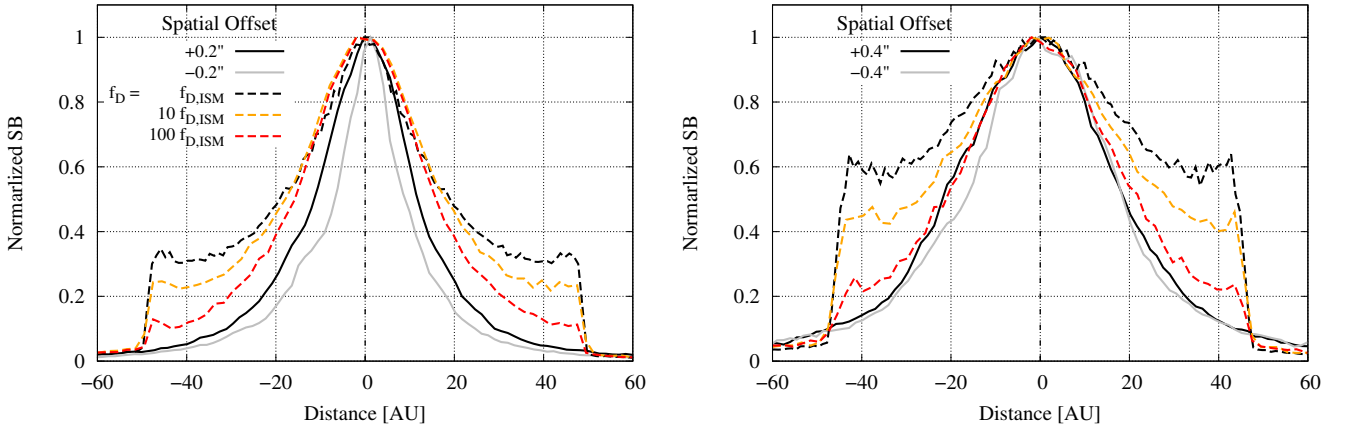 Spatial Offset
+0.2"
−0.2"
f_D = f_D,ISM
10 f_D,ISM
100 f_D,ISM
Normarlized SB
1
0.8
0.6
0.4
0.2
0
−60 −40 −20 0 20 40 60
Distance [AU]
Spatial Offset
+0.4"
−0.4"
Normarlized SB
1
0.8
0.6
0.4
0.2
0
−60 −40 −20 0 20 40 60
Distance [AU]